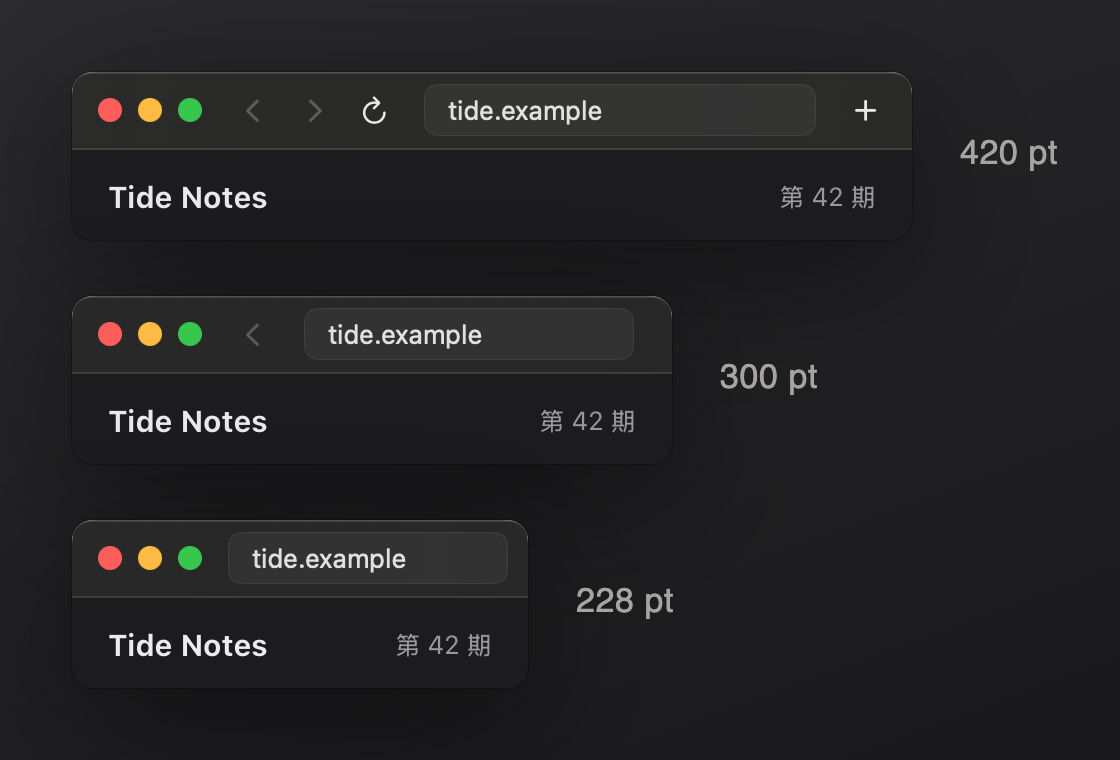 tide.example
420 pt
Tide Notes
第 42 期
tide.example
300 pt
Tide Notes
第 42 期
tide.example
228 pt
Tide Notes
第 42 期